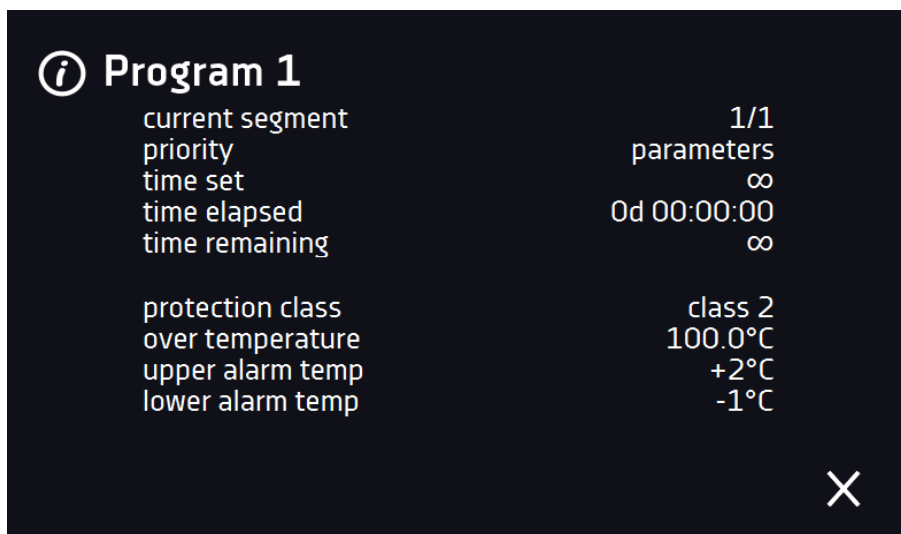 Program 1
current segment 1/1
priority parameters
time set ∞
time elapsed 0d 00:00:00
time remaining ∞
protection class class 2
over temperature 100.0°C
upper alarm temp +2°C
lower alarm temp -1°C